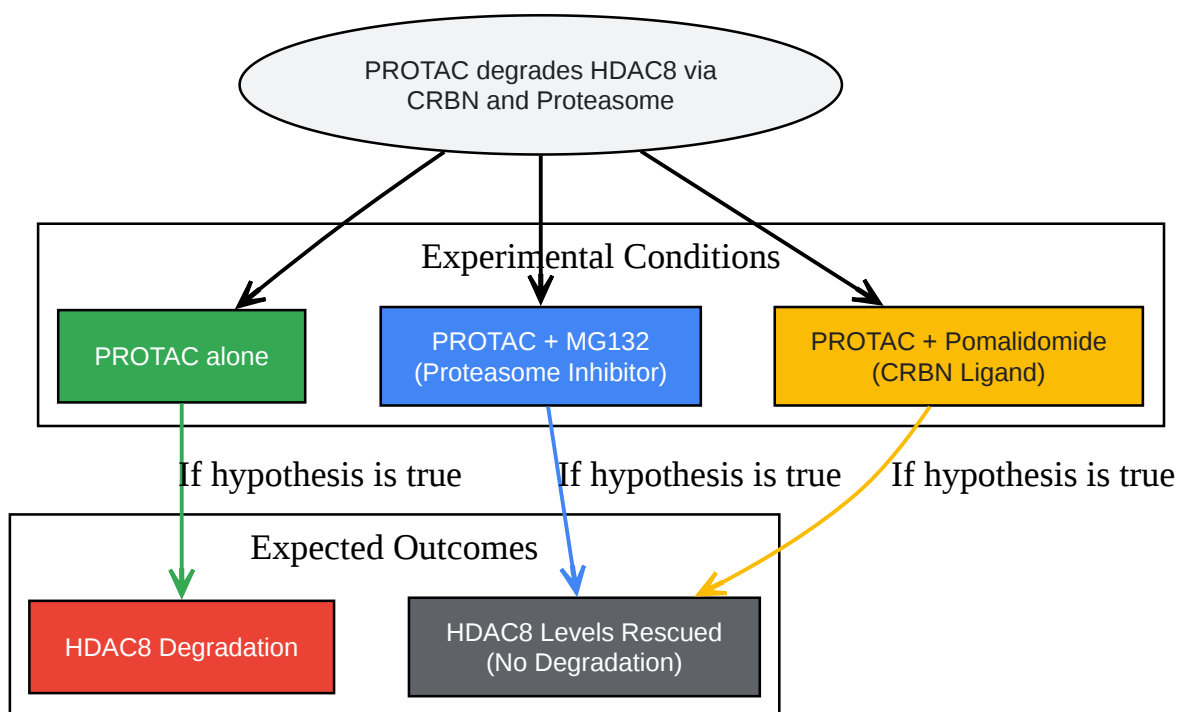 PROTAC degrades HDAC8 via
CRBN and Proteasome
Experimental Conditions
PROTAC alone
PROTAC + MG132
(Proteasome Inhibitor)
PROTAC + Pomalidomide
(CRBN Ligand)
If hypothesis is true
If hypothesis is true
If hypothesis is true
Expected Outcomes
HDAC8 Degradation
HDAC8 Levels Rescued
(No Degradation)